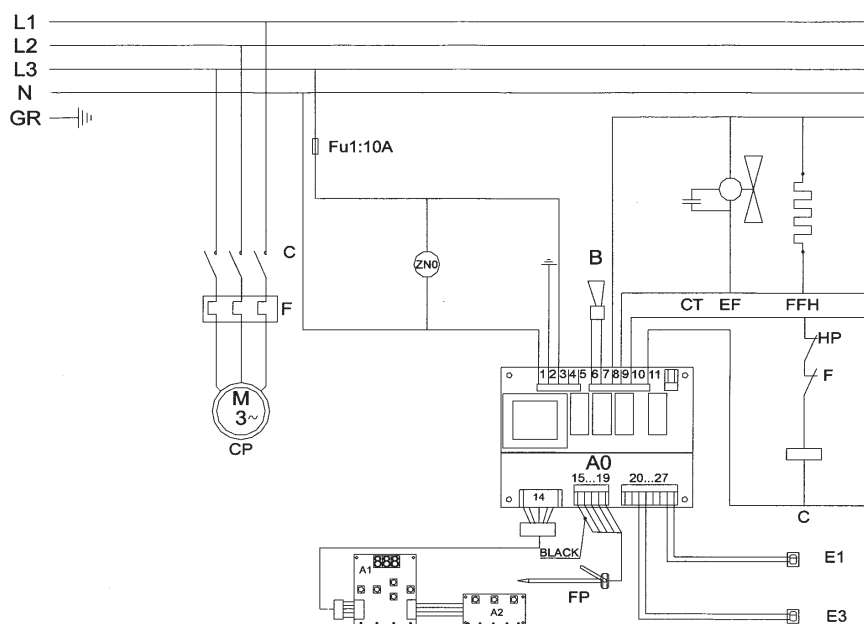 L1
L2
L3
N
GR
Fu1:10A
C
ZN0
B
F
CT EF FFH
HP
F
1 2 3 4 5 6 7 8 9 10 11
M
3~
CP
A0
15...19 20...27
14
C
BLACK
E1
A1
888
FP
A2
E3